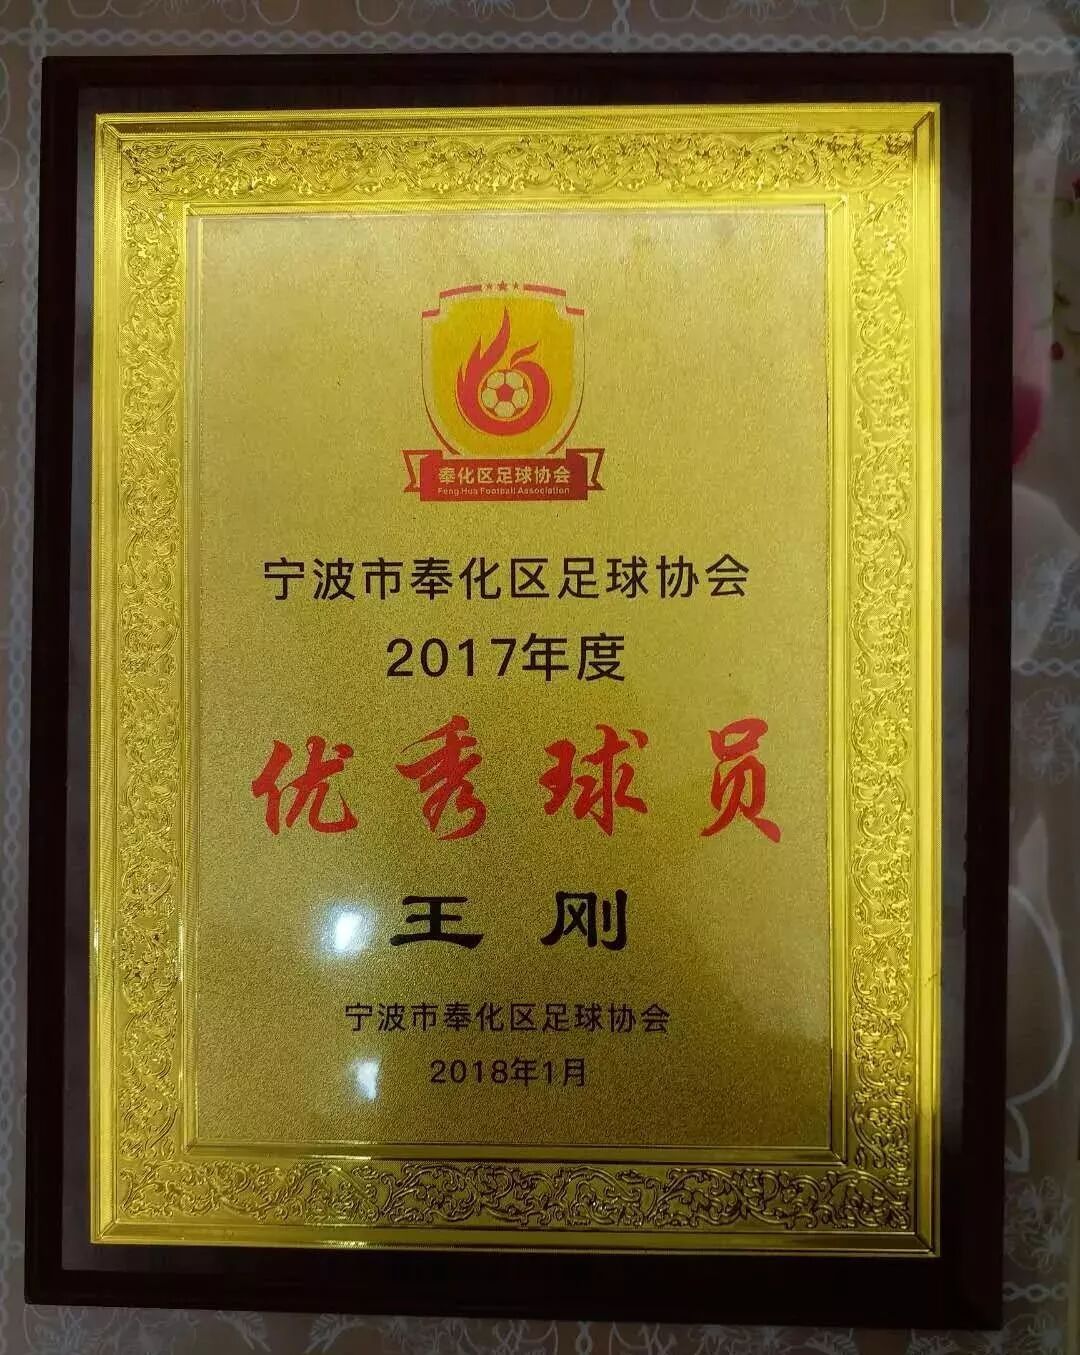 奉化区足球协会
Feng Hua Football Association
宁波市奉化区足球协会
2017年度
优秀球员
王刚
宁波市奉化区足球协会
2018年1月